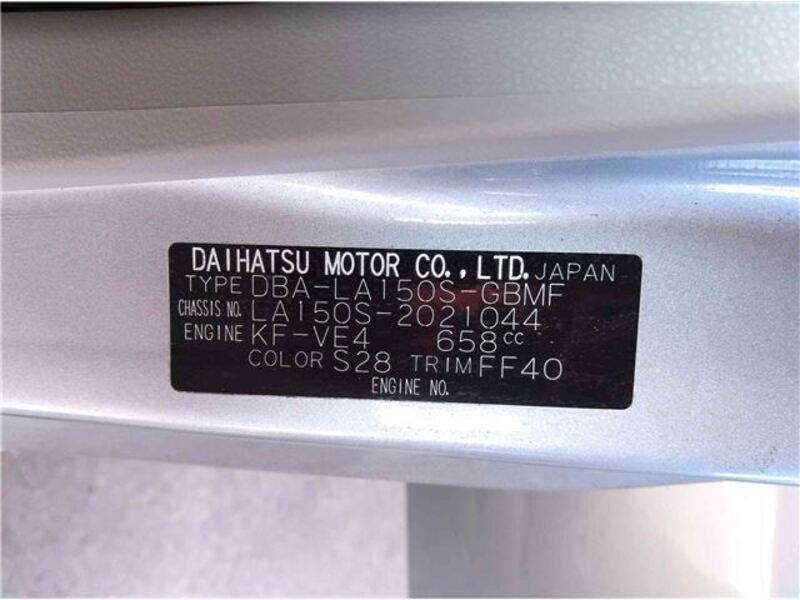 DAIHATSU MOTOR CO., LTD. JAPAN
TYPE DBA-LA150S-GBMF
CHASSIS NO. LA150S-2021044
ENGINE KF-VE4 658cc
COLOR S28 TRIM FF40
ENGINE NO.